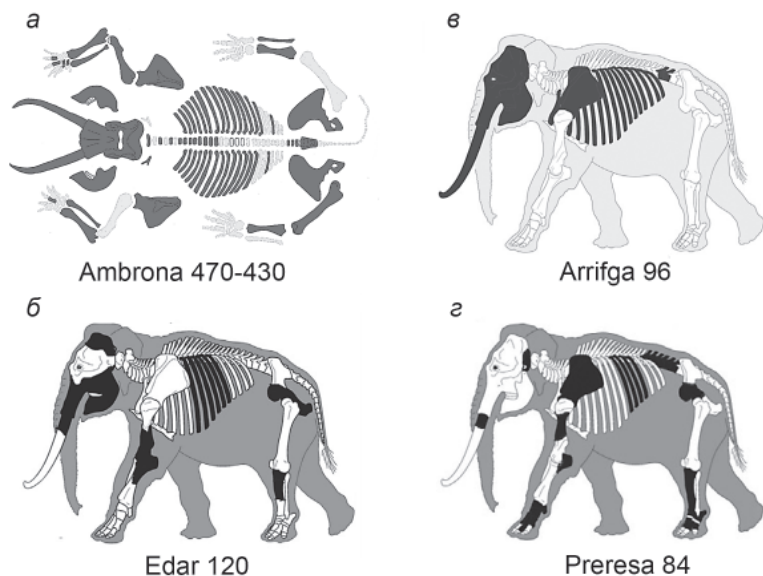 а
в
Ambrona 470-430
Arrifga 96
б
г
Edar 120
Preresa 84